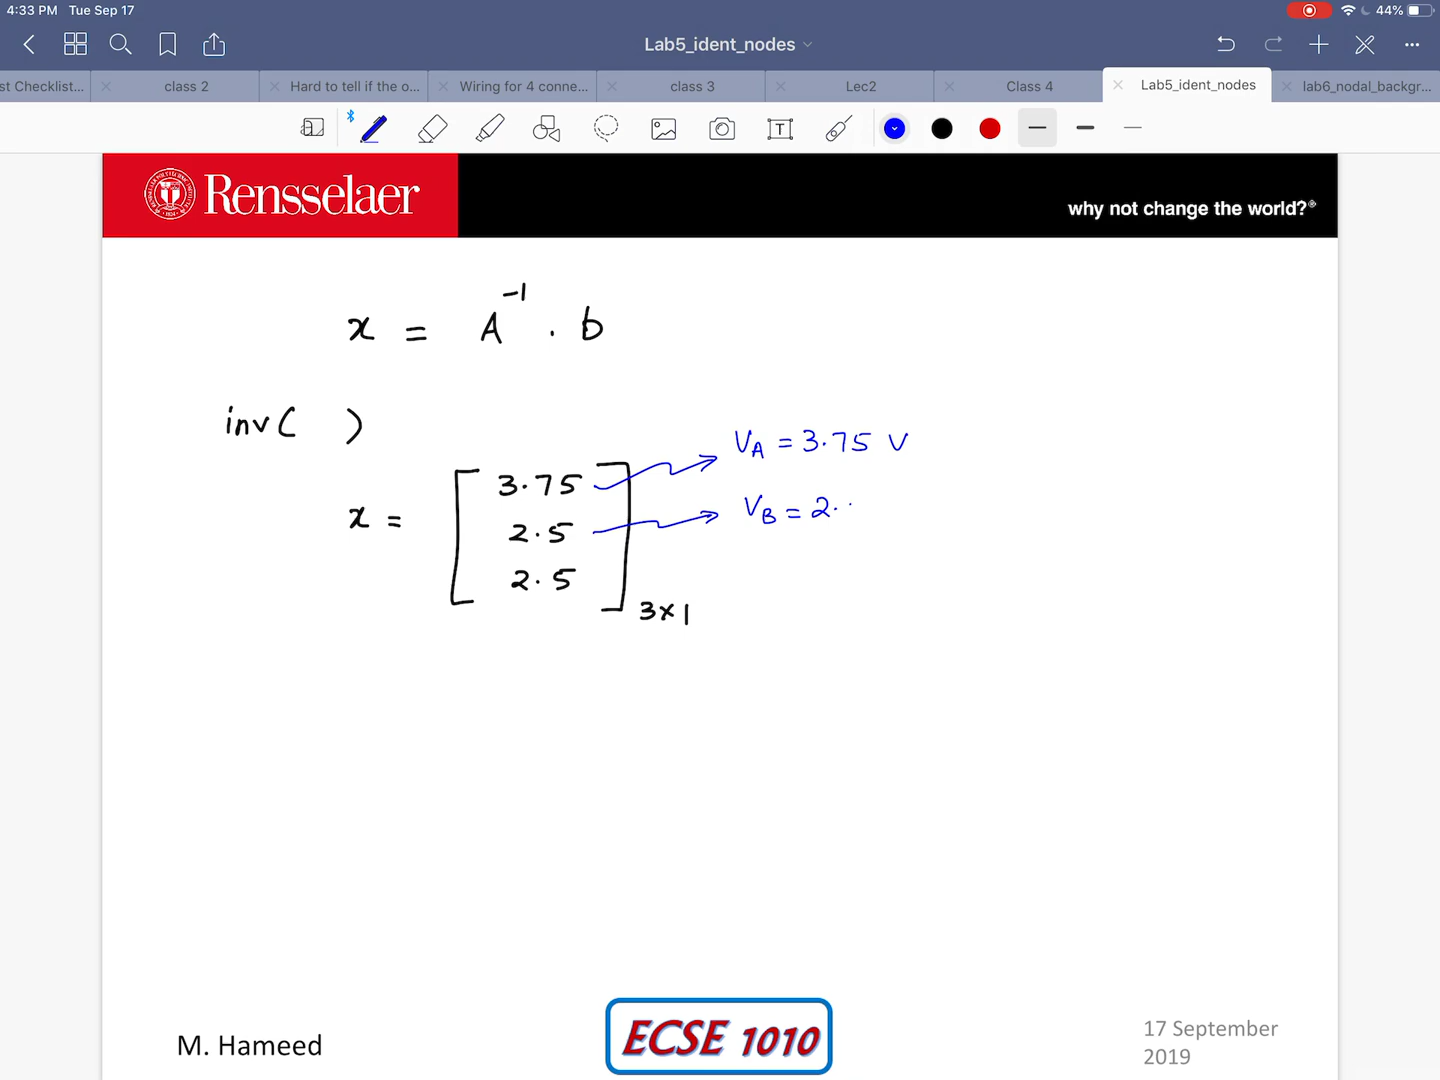 4:33 PM Tue Sep 17
44%
Lab5_ident_nodes
st Checklist...
class 2
Hard to tell if the o...
Wiring for 4 conne...
class 3
Lec2
Class 4
Lab5_ident_nodes
lab6_nodal_backgr...
Rensselaer
why not change the world?®
x = A⁻¹ · b
inv( )
V_A = 3.75 V
3.75
V_B = 2.
x =
2.5
2.5
3×1
M. Hameed
ECSE 1010
17 September
2019